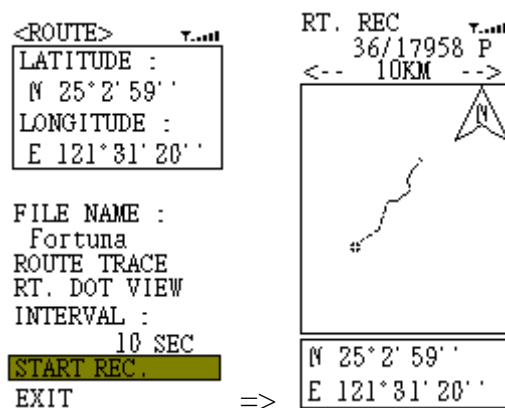 <ROUTE>
LATITUDE :
N 25°2'59''
LONGITUDE :
E 121°31'20''
FILE NAME :
Fortuna
ROUTE TRACE
RT. DOT VIEW
INTERVAL :
10 SEC
START REC.
EXIT
=>
RT. REC
36/17958 P
<-- 10KM -->
N
N 25°2'59''
E 121°31'20''